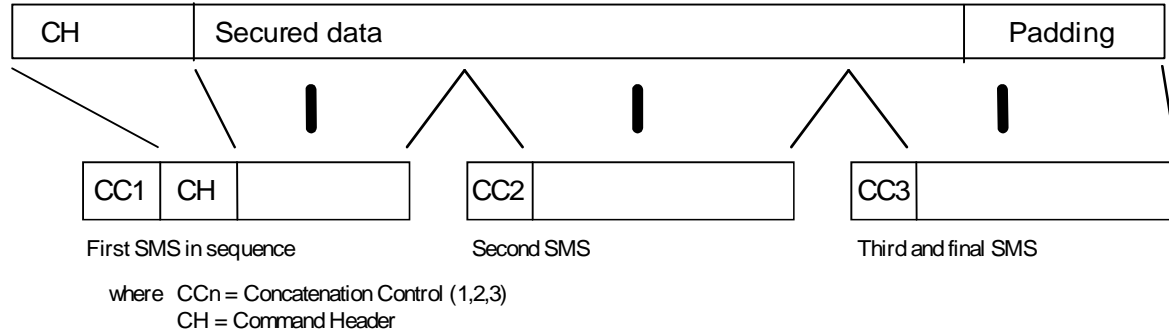 CH Secured data Padding
CC1 CH CC2 CC3
First SMS in sequence Second SMS Third and final SMS
where CCn = Concatenation Control (1,2,3)
CH = Command Header